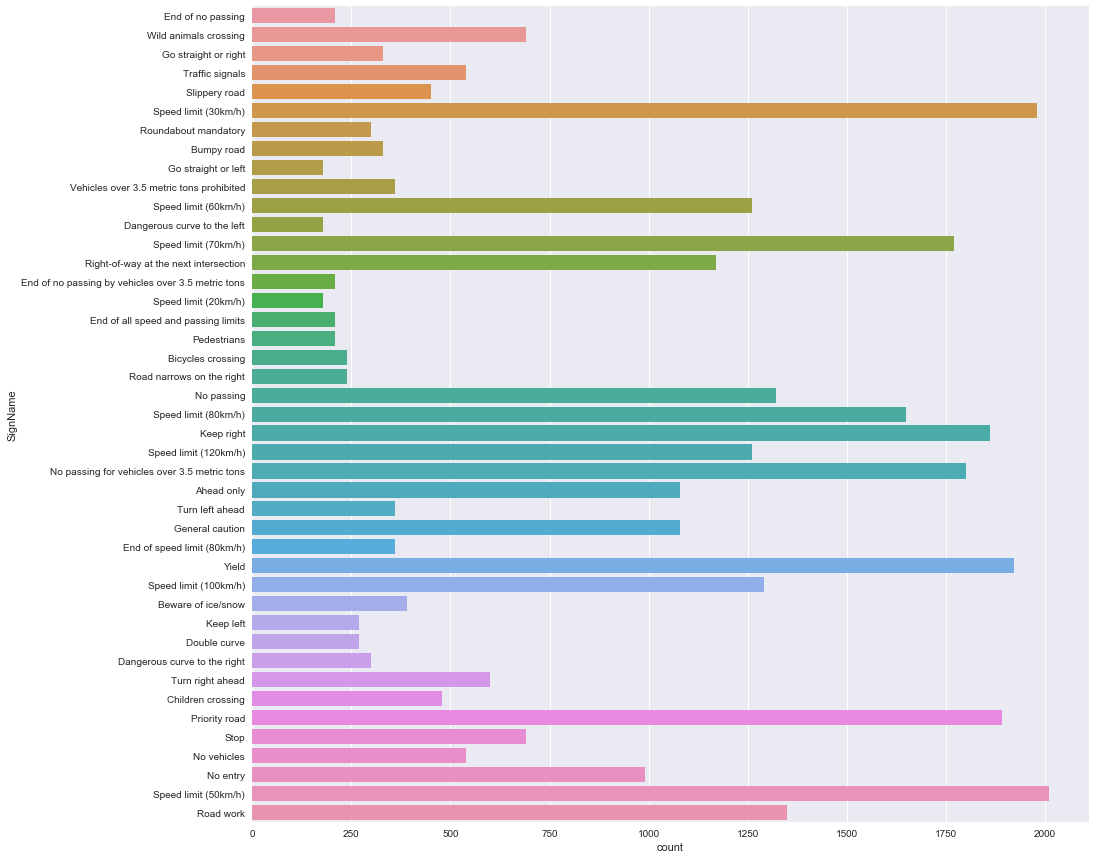 End of no passing
Wild animals crossing
Go straight or right
Traffic signals
Slippery road
Speed limit (30km/h)
Roundabout mandatory
Bumpy road
Go straight or left
Vehicles over 3.5 metric tons prohibited
Speed limit (60km/h)
Dangerous curve to the left
Speed limit (70km/h)
Right-of-way at the next intersection
End of no passing by vehicles over 3.5 metric tons
Speed limit (20km/h)
End of all speed and passing limits
Pedestrians
Bicycles crossing
Road narrows on the right
No passing
Speed limit (80km/h)
Keep right
Speed limit (120km/h)
No passing for vehicles over 3.5 metric tons
Ahead only
Turn left ahead
General caution
End of speed limit (80km/h)
Yield
Speed limit (100km/h)
Beware of ice/snow
Keep left
Double curve
Dangerous curve to the right
Turn right ahead
Children crossing
Priority road
Stop
No vehicles
No entry
Speed limit (50km/h)
Road work
SignName
0 250 500 750 1000 1250 1500 1750 2000
count